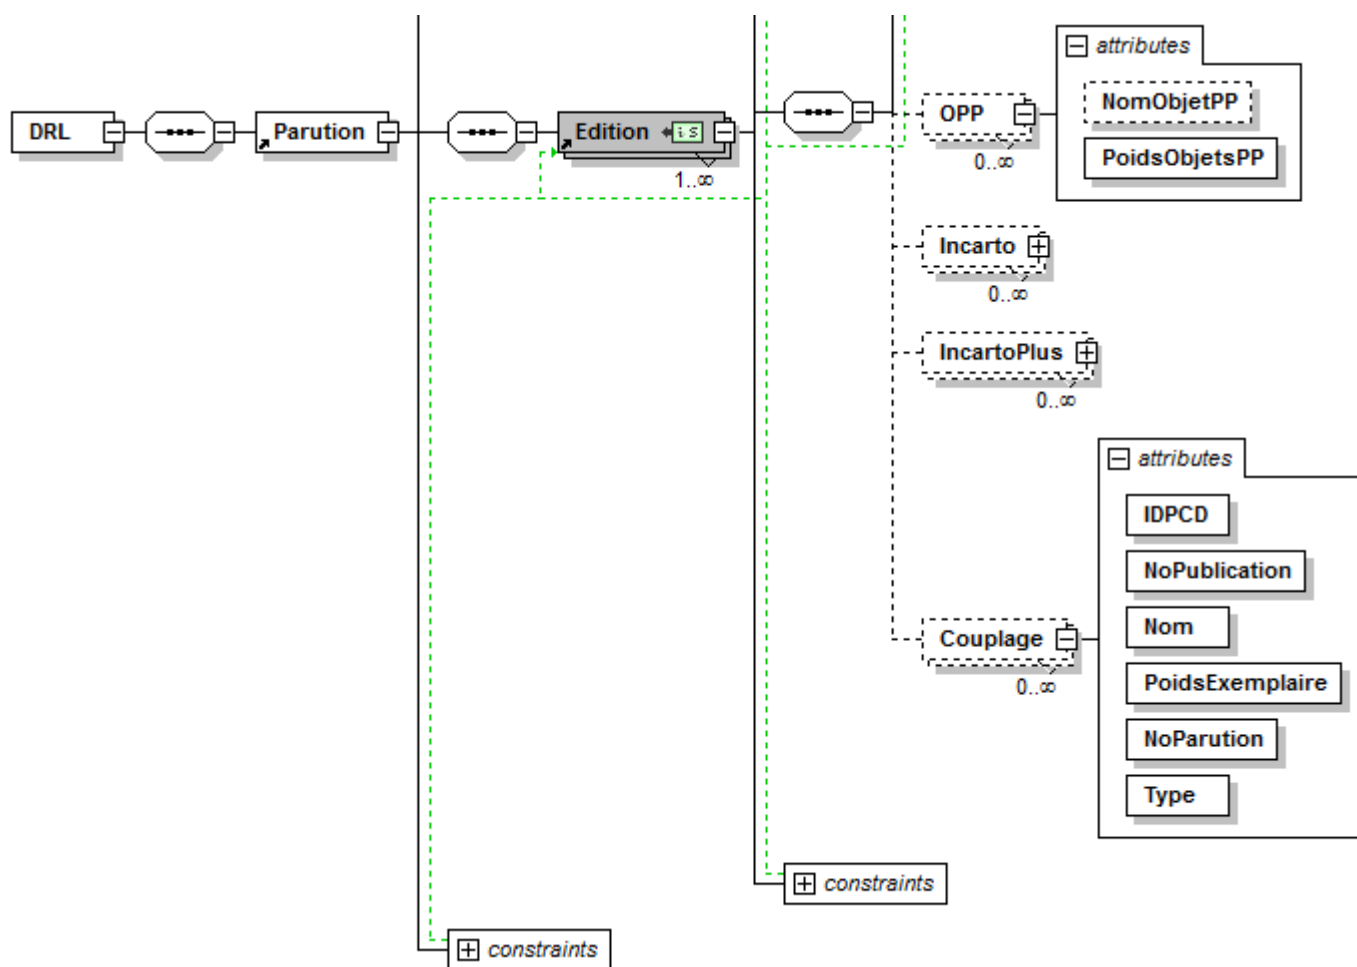 attributes
NomObjetPP
PoidsObjetsPP
DRL
Parution
Edition
is
1..∞
OPP
0..∞
Incarto
0..∞
IncartoPlus
0..∞
attributes
IDPCD
NoPublication
Nom
PoidsExemplaire
NoParution
Type
Couplage
0..∞
constraints
constraints